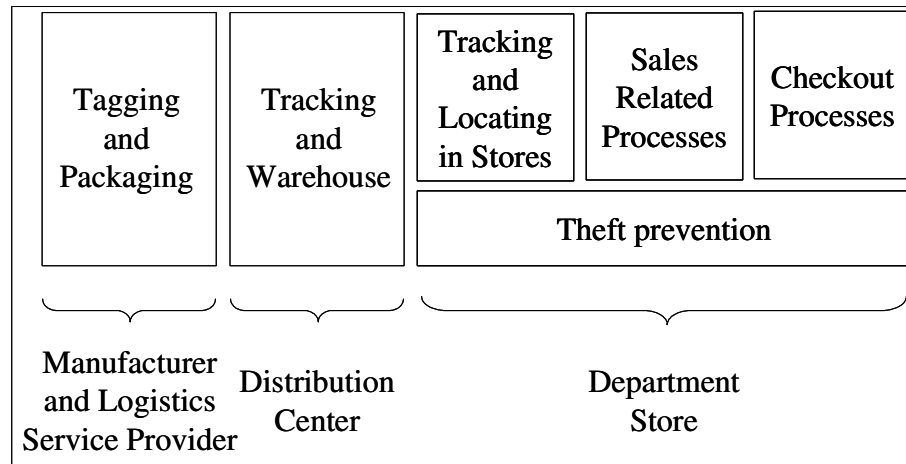 Tagging
and
Packaging
Tracking
and
Warehouse
Tracking
and
Locating
in Stores
Sales
Related
Processes
Checkout
Processes
Theft prevention
Manufacturer
and Logistics
Service Provider
Distribution
Center
Department
Store